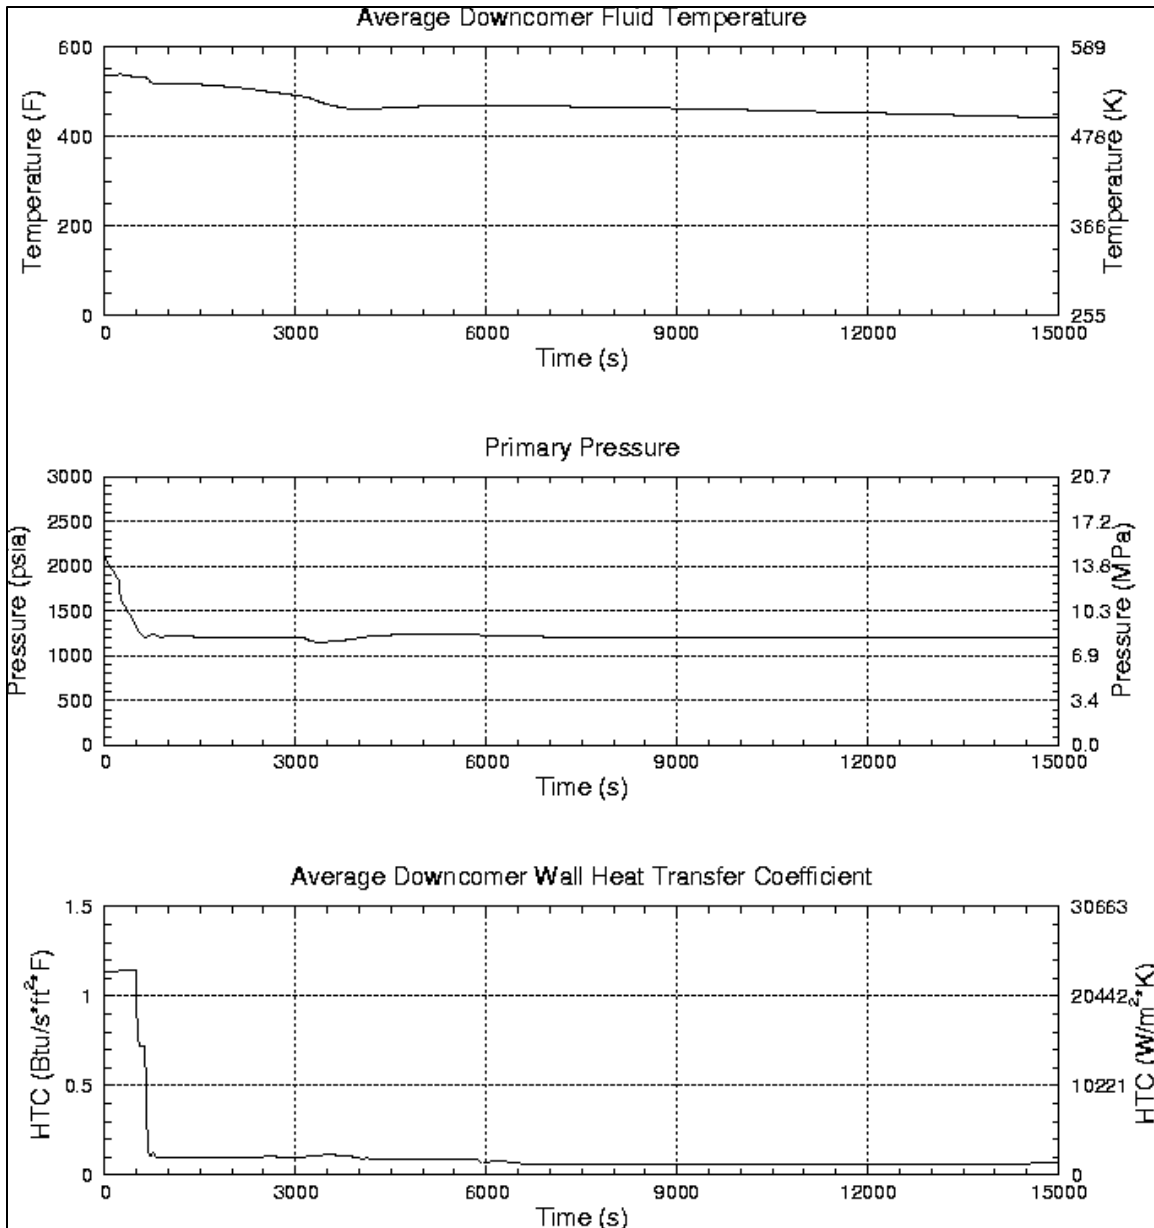 Average Downcomer Fluid Temperature
600
400
200
0
Temperature (F)
589
478
366
255
Temperature (K)
0 3000 6000 9000 12000 15000
Time (s)
Primary Pressure
3000
2500
2000
1500
1000
500
0
Pressure (psia)
20.7
17.2
13.8
10.3
6.9
3.4
0.0
Pressure (MPa)
0 3000 6000 9000 12000 15000
Time (s)
Average Downcomer Wall Heat Transfer Coefficient
1.5
1
0.5
0
HTC (Btu/s*ft²*F)
30663
20442
10221
0
HTC (W/m²*K)
0 3000 6000 9000 12000 15000
Time (s)